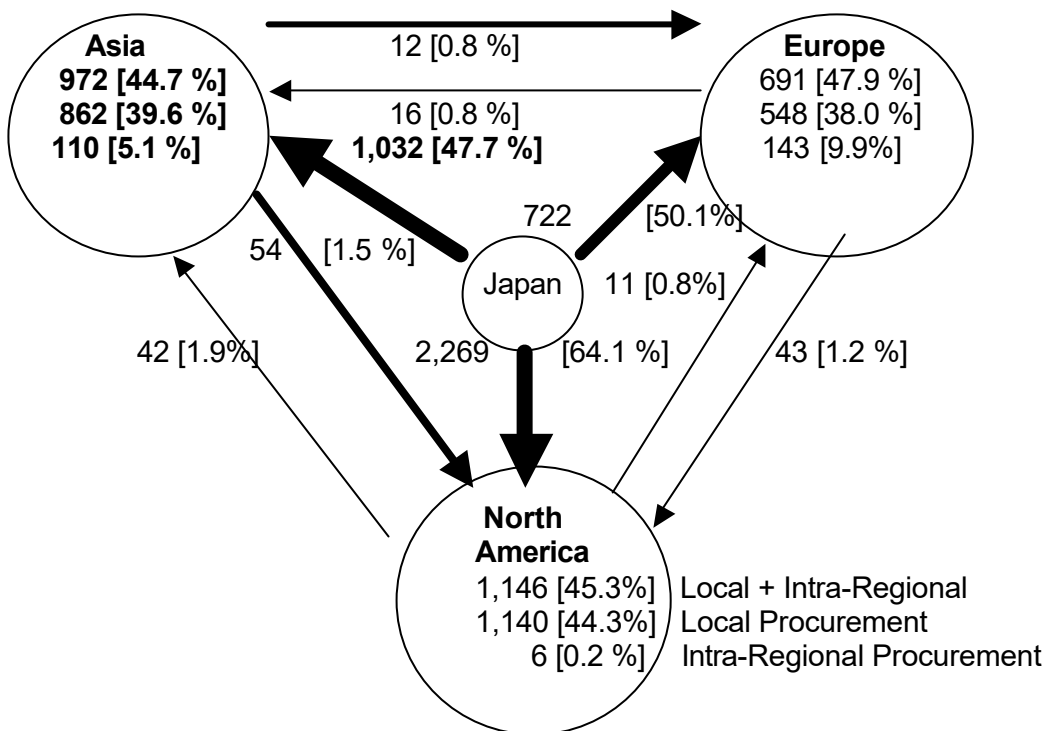 Asia
972 [44.7 %]
862 [39.6 %]
110 [5.1 %]
12 [0.8 %]
16 [0.8 %]
1,032 [47.7 %]
Europe
691 [47.9 %]
548 [38.0 %]
143 [9.9%]
722 [50.1%]
54 [1.5 %]
Japan
11 [0.8%]
42 [1.9%]
2,269 [64.1 %]
43 [1.2 %]
North
America
1,146 [45.3%] Local + Intra-Regional
1,140 [44.3%] Local Procurement
6 [0.2 %] Intra-Regional Procurement